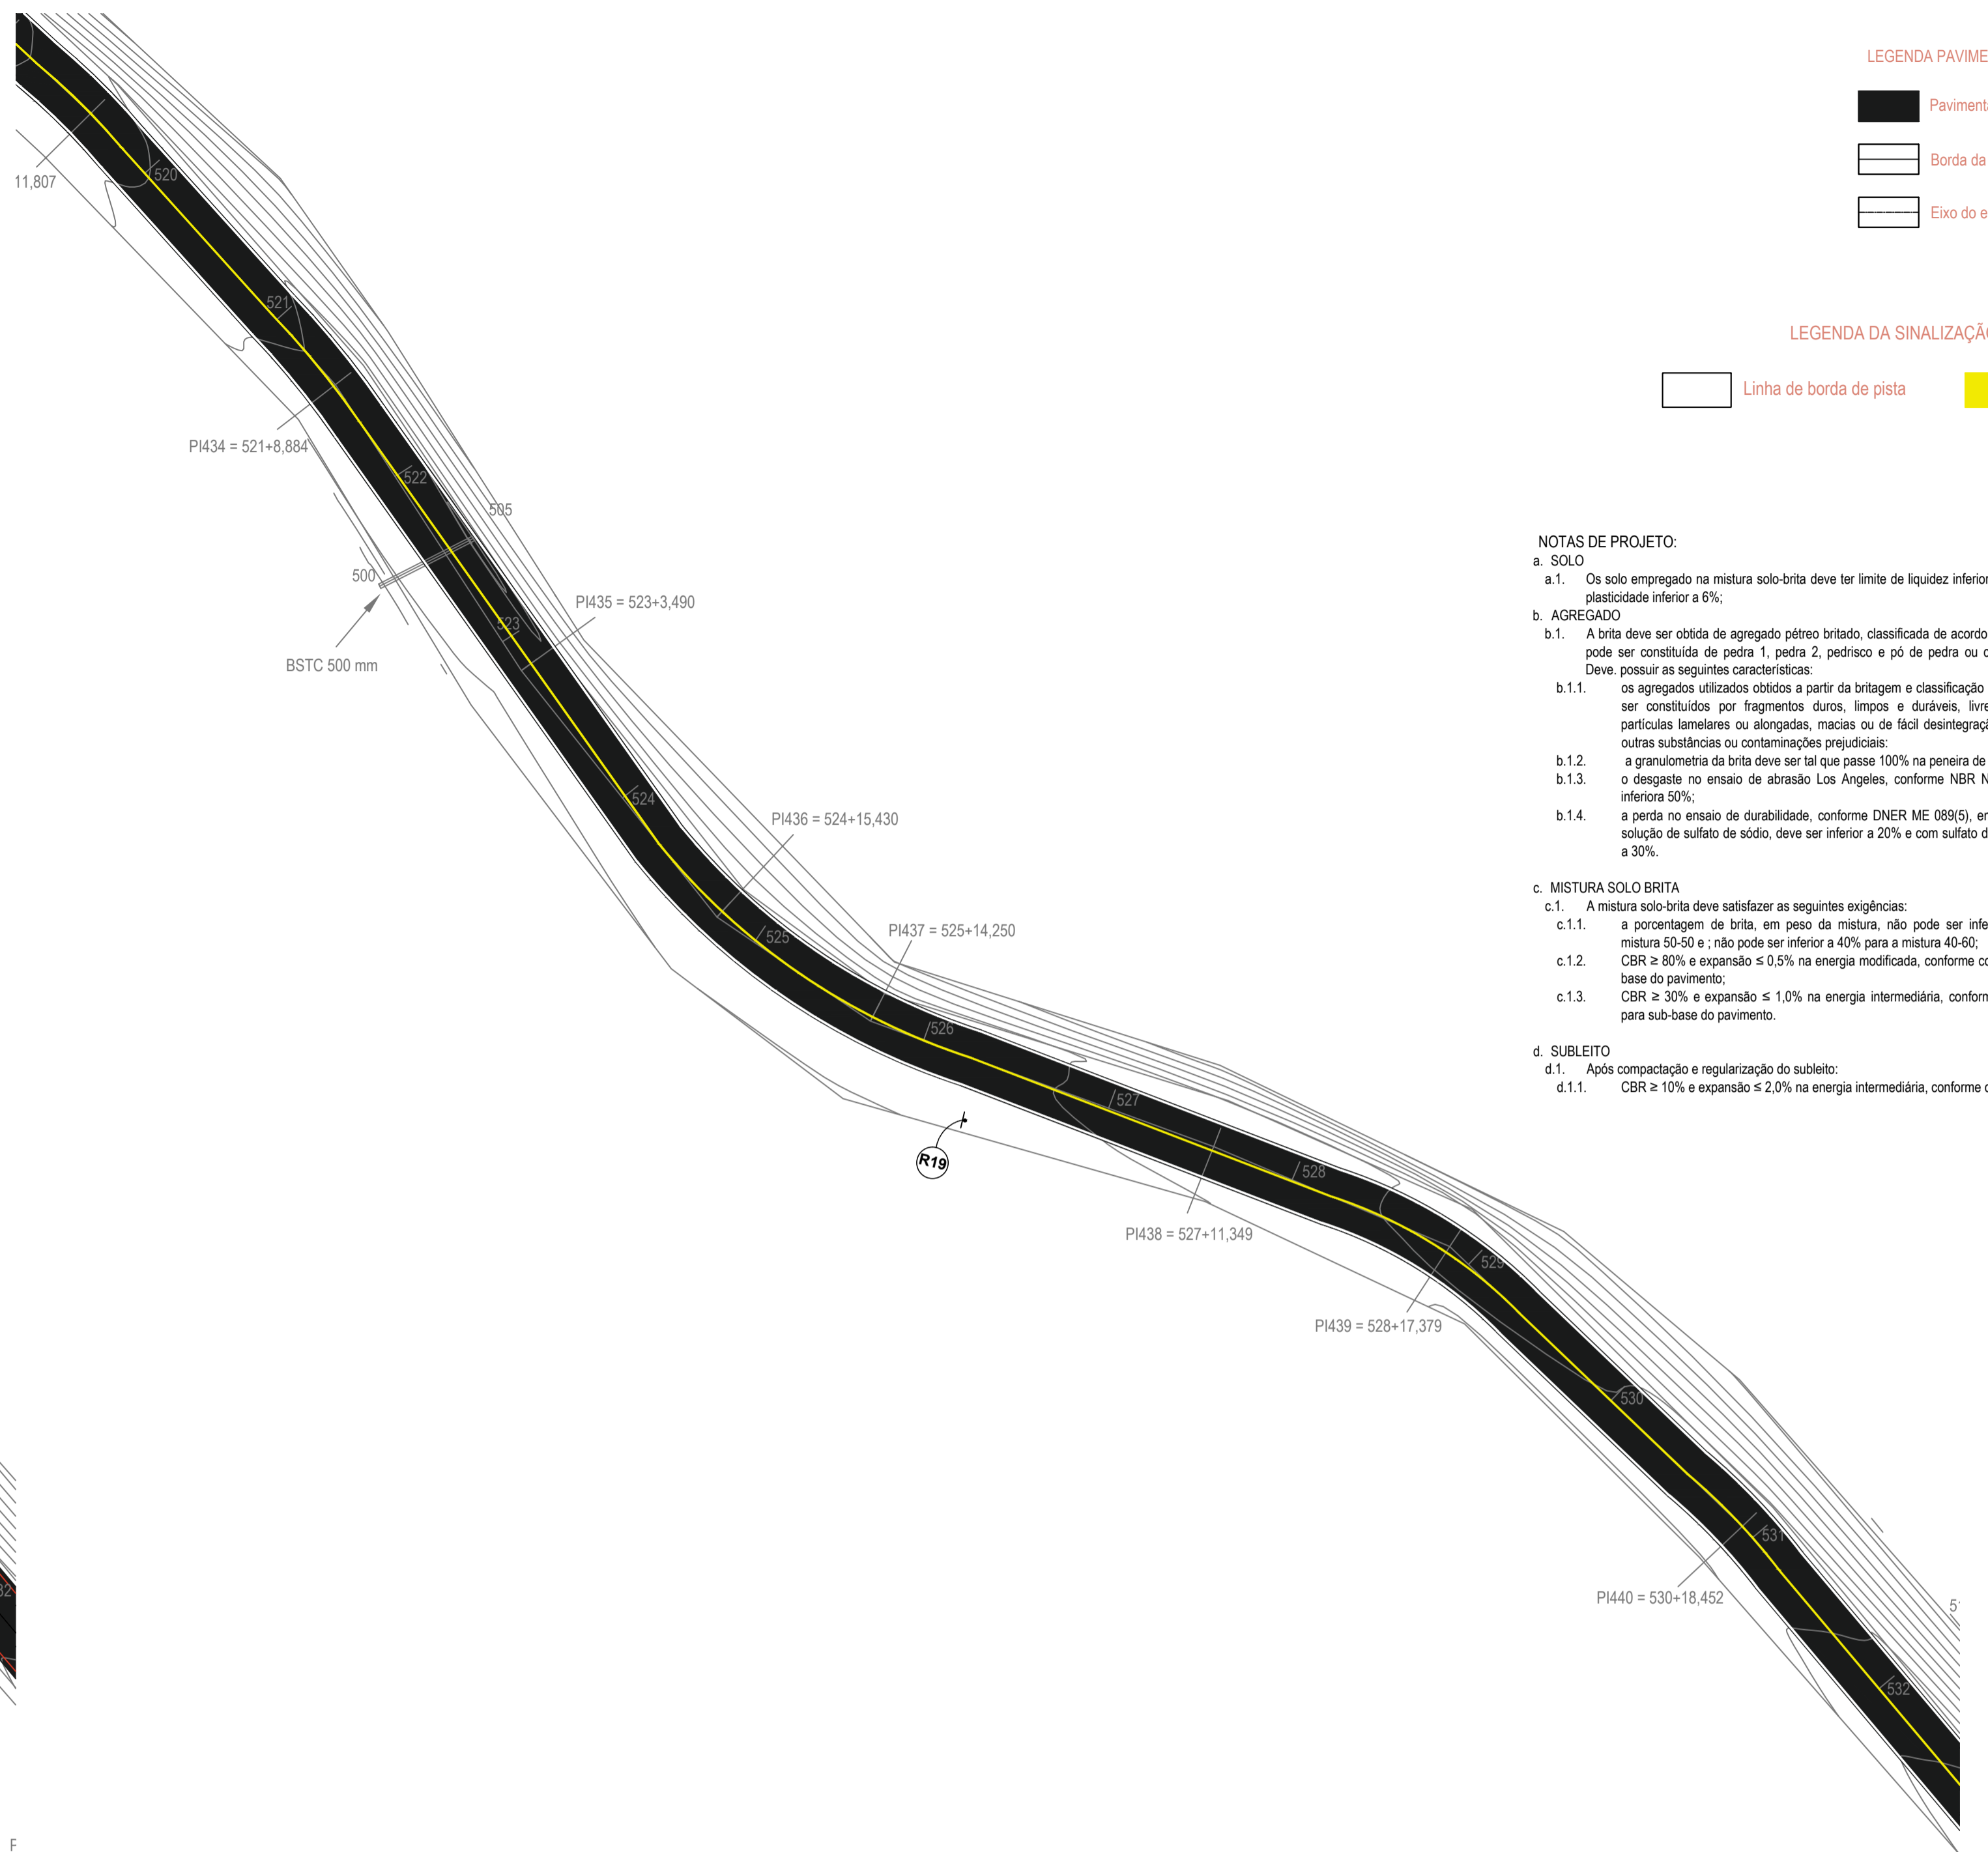 LEGENDA PAVIME
Paviment
Borda da
Eixo do e
LEGENDA DA SINALIZAÇÃ
Linha de borda de pista
11,807
520
521
PI434 = 521+8,884
522
505
500
BSTC 500 mm
523
PI435 = 523+3,490
524
PI436 = 524+15,430
525
PI437 = 525+14,250
526
R19
527
PI438 = 527+11,349
528
PI439 = 528+17,379
529
530
531
PI440 = 530+18,452
532
NOTAS DE PROJETO:
a. SOLO
a.1. Os solo empregado na mistura solo-brita deve ter limite de liquidez inferior
plasticidade inferior a 6%;
b. AGREGADO
b.1. A brita deve ser obtida de agregado pétreo britado, classificada de acordo
pode ser constituída de pedra 1, pedra 2, pedrisco e pó de pedra ou c
Deve. possuir as seguintes características:
b.1.1. os agregados utilizados obtidos a partir da britagem e classificação
ser constituídos por fragmentos duros, limpos e duráveis, livre
partículas lamelares ou alongadas, macias ou de fácil desintegraç
outras substâncias ou contaminações prejudiciais:
b.1.2. a granulometria da brita deve ser tal que passe 100% na peneira de
b.1.3. o desgaste no ensaio de abrasão Los Angeles, conforme NBR N
inferiora 50%;
b.1.4. a perda no ensaio de durabilidade, conforme DNER ME 089(5), e
solução de sulfato de sódio, deve ser inferior a 20% e com sulfato d
a 30%.
c. MISTURA SOLO BRITA
c.1. A mistura solo-brita deve satisfazer as seguintes exigências:
c.1.1. a porcentagem de brita, em peso da mistura, não pode ser infe
mistura 50-50 e ; não pode ser inferior a 40% para a mistura 40-60;
c.1.2. CBR ≥ 80% e expansão ≤ 0,5% na energia modificada, conforme co
base do pavimento;
c.1.3. CBR ≥ 30% e expansão ≤ 1,0% na energia intermediária, conforn
para sub-base do pavimento.
d. SUBLEITO
d.1. Após compactação e regularização do subleito:
d.1.1. CBR ≥ 10% e expansão ≤ 2,0% na energia intermediária, conforme c